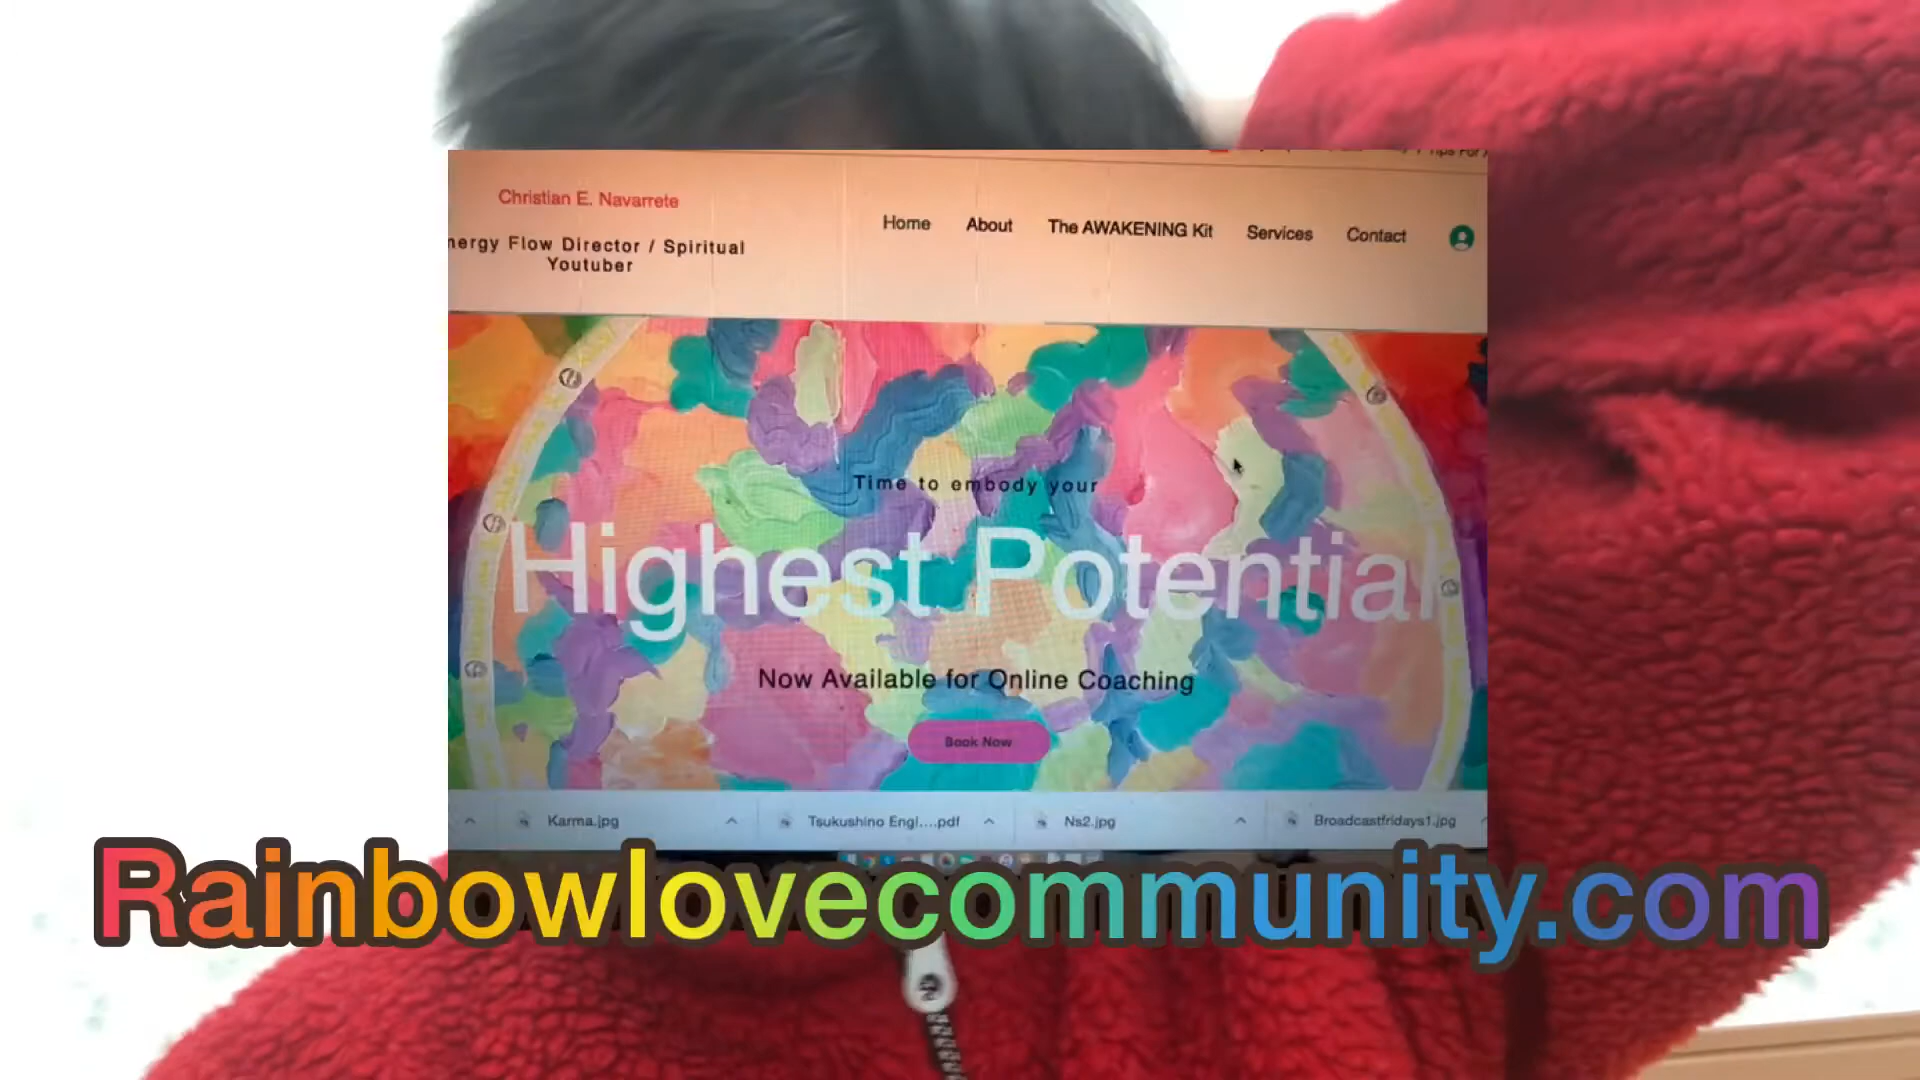 Christian E. Navarrete
nergy Flow Director / Spiritual
Youtuber
Home About The AWAKENING Kit Services Contact
Tips For
Time to embody your
Highest Potential
Now Available for Online Coaching
Book Now
Karma.jpg Tsukushino Engl....pdf Ns2.jpg Broadcastfridays1.jpg
Rainbowlovecommunity.com